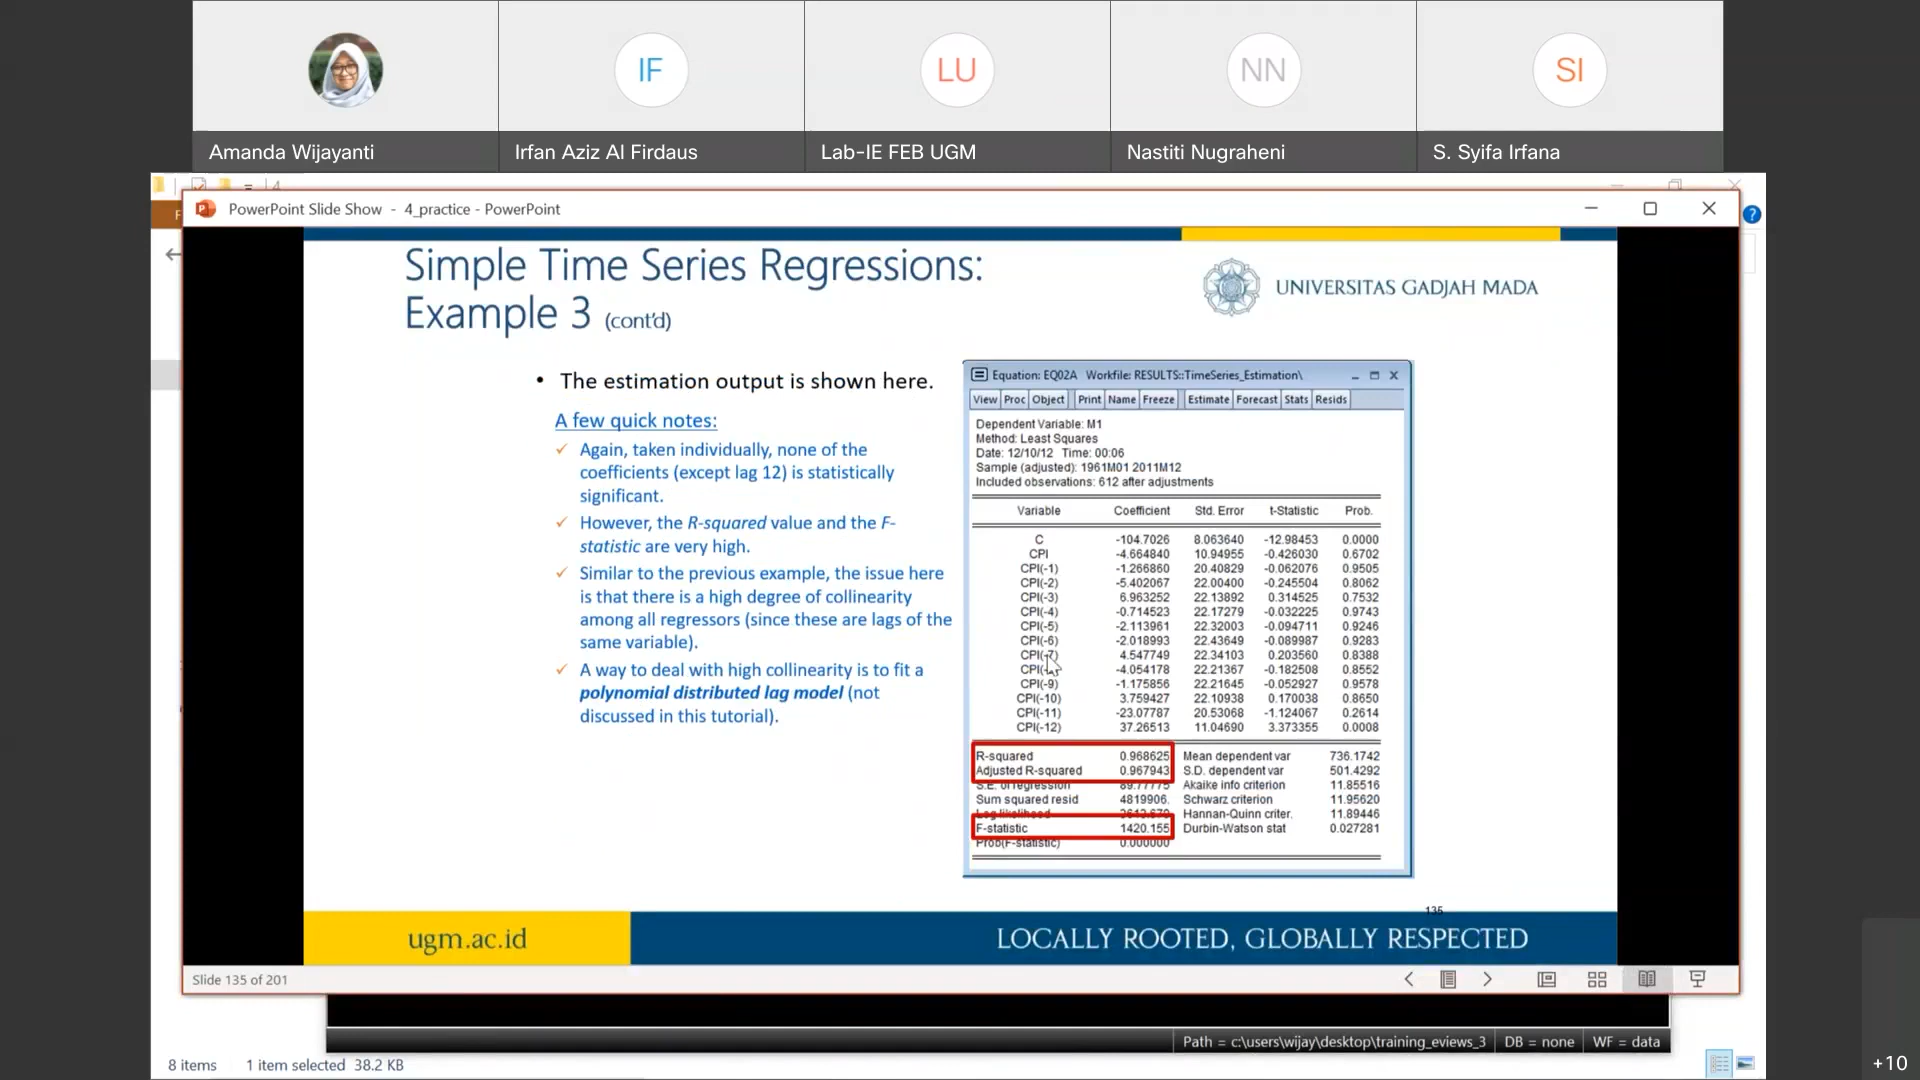 IF
LU
NN
SI
Amanda Wijayanti
Irfan Aziz Al Firdaus
Lab-IE FEB UGM
Nastiti Nugraheni
S. Syifa Irfana
PowerPoint Slide Show - 4_practice - PowerPoint
Simple Time Series Regressions:
Example 3 (cont'd)
UNIVERSITAS GADJAH MADA
• The estimation output is shown here.
A few quick notes:
✓ Again, taken individually, none of the
coefficients (except lag 12) is statistically
significant.
✓ However, the R-squared value and the F-
statistic are very high.
✓ Similar to the previous example, the issue here
is that there is a high degree of collinearity
among all regressors (since these are lags of the
same variable).
✓ A way to deal with high collinearity is to fit a
polynomial distributed lag model (not
discussed in this tutorial).
Equation: EQ02A Workfile: RESULTS::TimeSeries_Estimation\
View Proc Object Print Name Freeze Estimate Forecast Stats Resids
Dependent Variable: M1
Method: Least Squares
Date: 12/10/12 Time: 00:06
Sample (adjusted): 1961M01 2011M12
Included observations: 612 after adjustments
Variable Coefficient Std. Error t-Statistic Prob.
C -104.7026 8.063640 -12.98453 0.0000
CPI -4.664840 10.94955 -0.426030 0.6702
CPI(-1) -1.266860 20.40829 -0.062076 0.9505
CPI(-2) -5.402067 22.00400 -0.245504 0.8062
CPI(-3) 6.963252 22.13892 0.314525 0.7532
CPI(-4) -0.714523 22.17279 -0.032225 0.9743
CPI(-5) -2.113961 22.32003 -0.094711 0.9246
CPI(-6) -2.018993 22.43649 -0.089987 0.9283
CPI(-7) 4.547749 22.34103 0.203560 0.8388
-4.054178 22.21367 -0.182508 0.8552
CPI(-9) -1.175856 22.21645 -0.052927 0.9578
CPI(-10) 3.759427 22.10938 0.170038 0.8650
CPI(-11) -23.07787 20.53068 -1.124067 0.2614
CPI(-12) 37.26513 11.04690 3.373355 0.0008
R-squared 0.968625 Mean dependent var 736.1742
Adjusted R-squared 0.967943 S.D. dependent var 501.4292
S.E. of regression 89.77775 Akaike info criterion 11.85516
Sum squared resid 4819906. Schwarz criterion 11.95620
Log likelihood Hannan-Quinn criter. 11.89446
F-statistic 1420.155 Durbin-Watson stat 0.027281
Prob(F-statistic) 0.000000
135
ugm.ac.id
LOCALLY ROOTED, GLOBALLY RESPECTED
Slide 135 of 201
Path = c:\users\wijay\desktop\training_eviews_3 DB = none WF = data
8 items 1 item selected 38.2 KB
+10